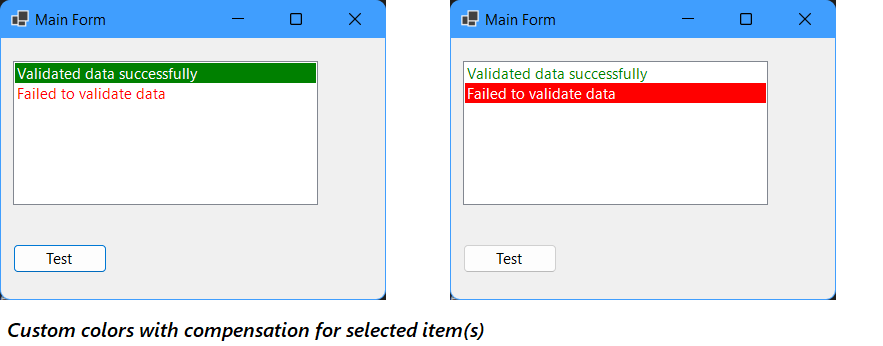 Main Form
Validated data successfully
Failed to validate data
Test
Main Form
Validated data successfully
Failed to validate data
Test
Custom colors with compensation for selected item(s)